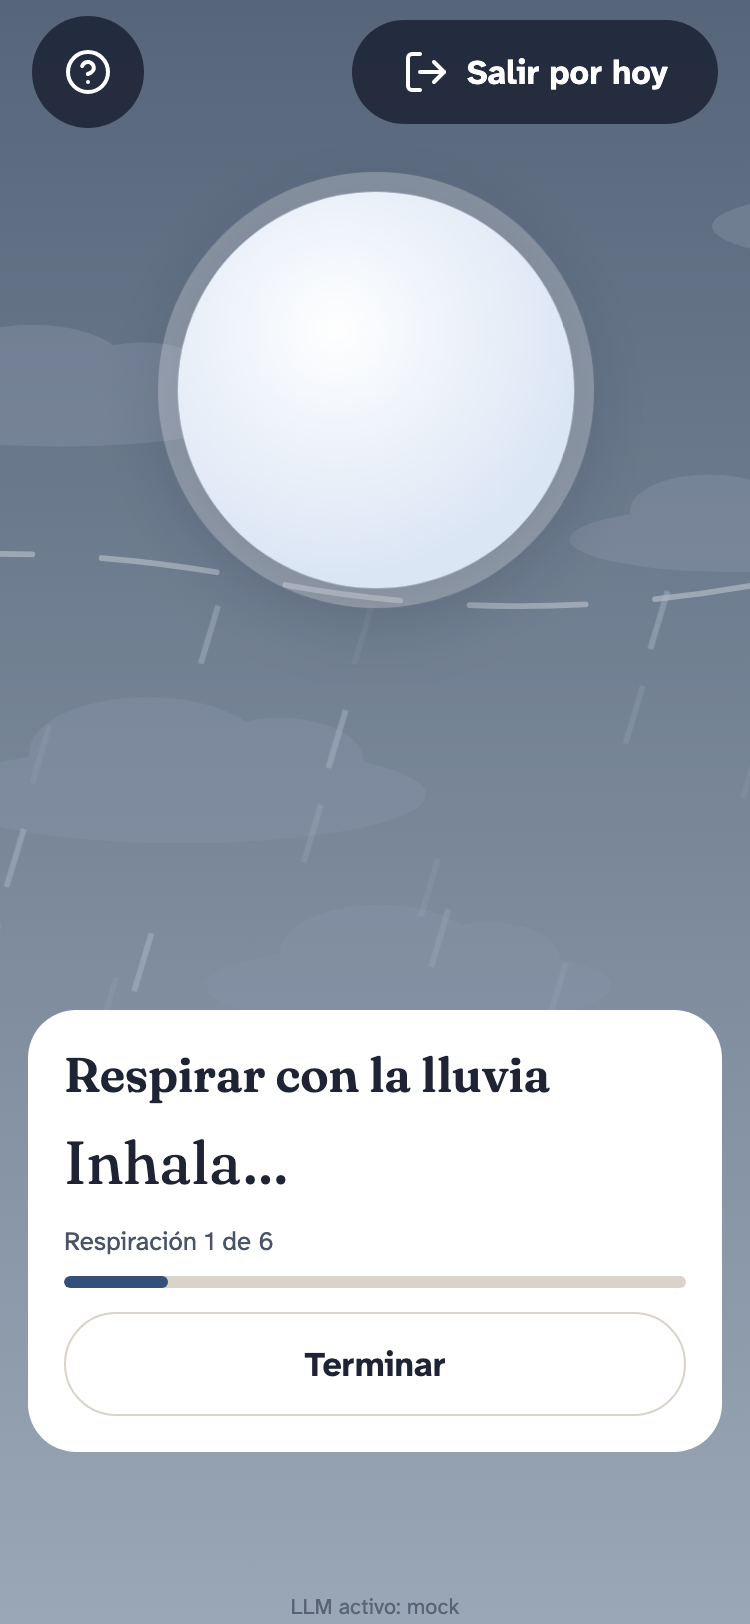 Salir por hoy
Respirar con la lluvia
Inhala...
Respiración 1 de 6
Terminar
LLM activo: mock